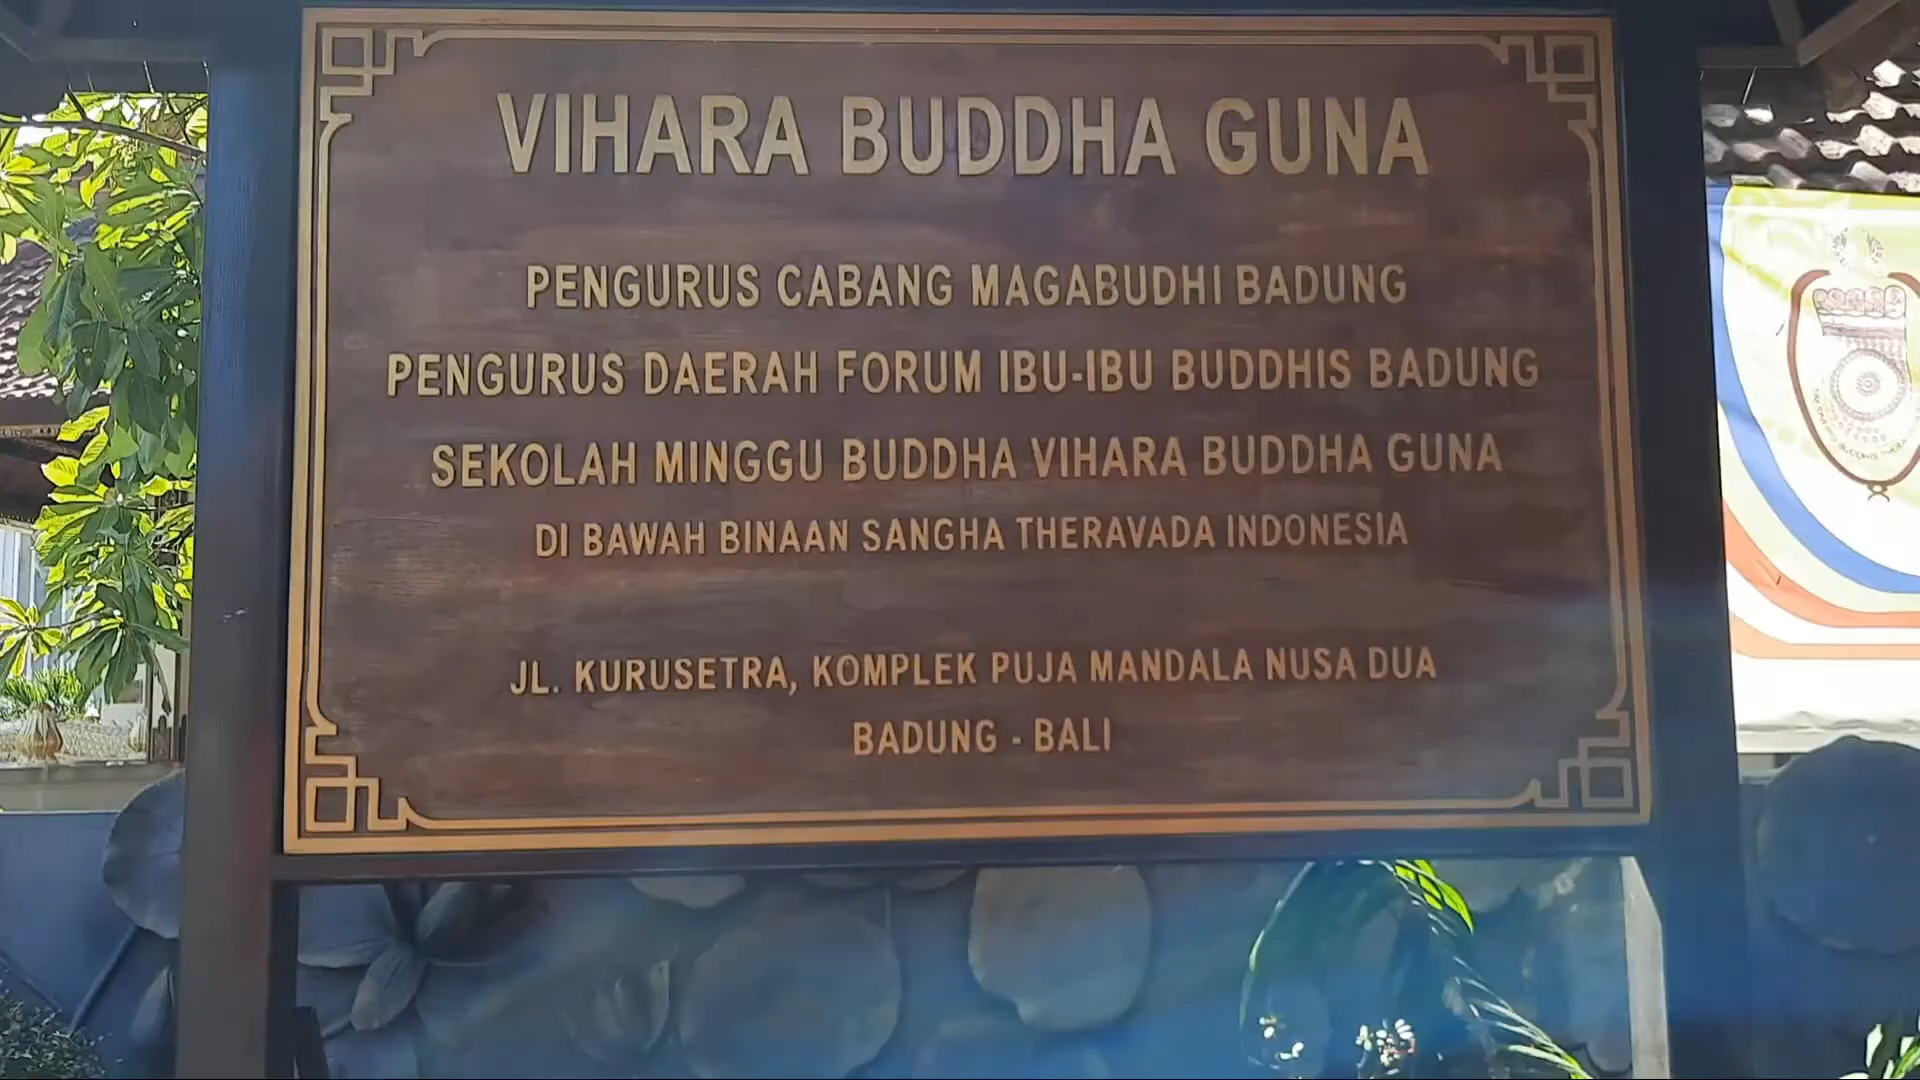 VIHARA BUDDHA GUNA
PENGURUS CABANG MAGABUDHI BADUNG
PENGURUS DAERAH FORUM IBU-IBU BUDDHIS BADUNG
SEKOLAH MINGGU BUDDHA VIHARA BUDDHA GUNA
DI BAWAH BINAAN SANGHA THERAVADA INDONESIA
JL. KURUSETRA, KOMPLEK PUJA MANDALA NUSA DUA
BADUNG - BALI